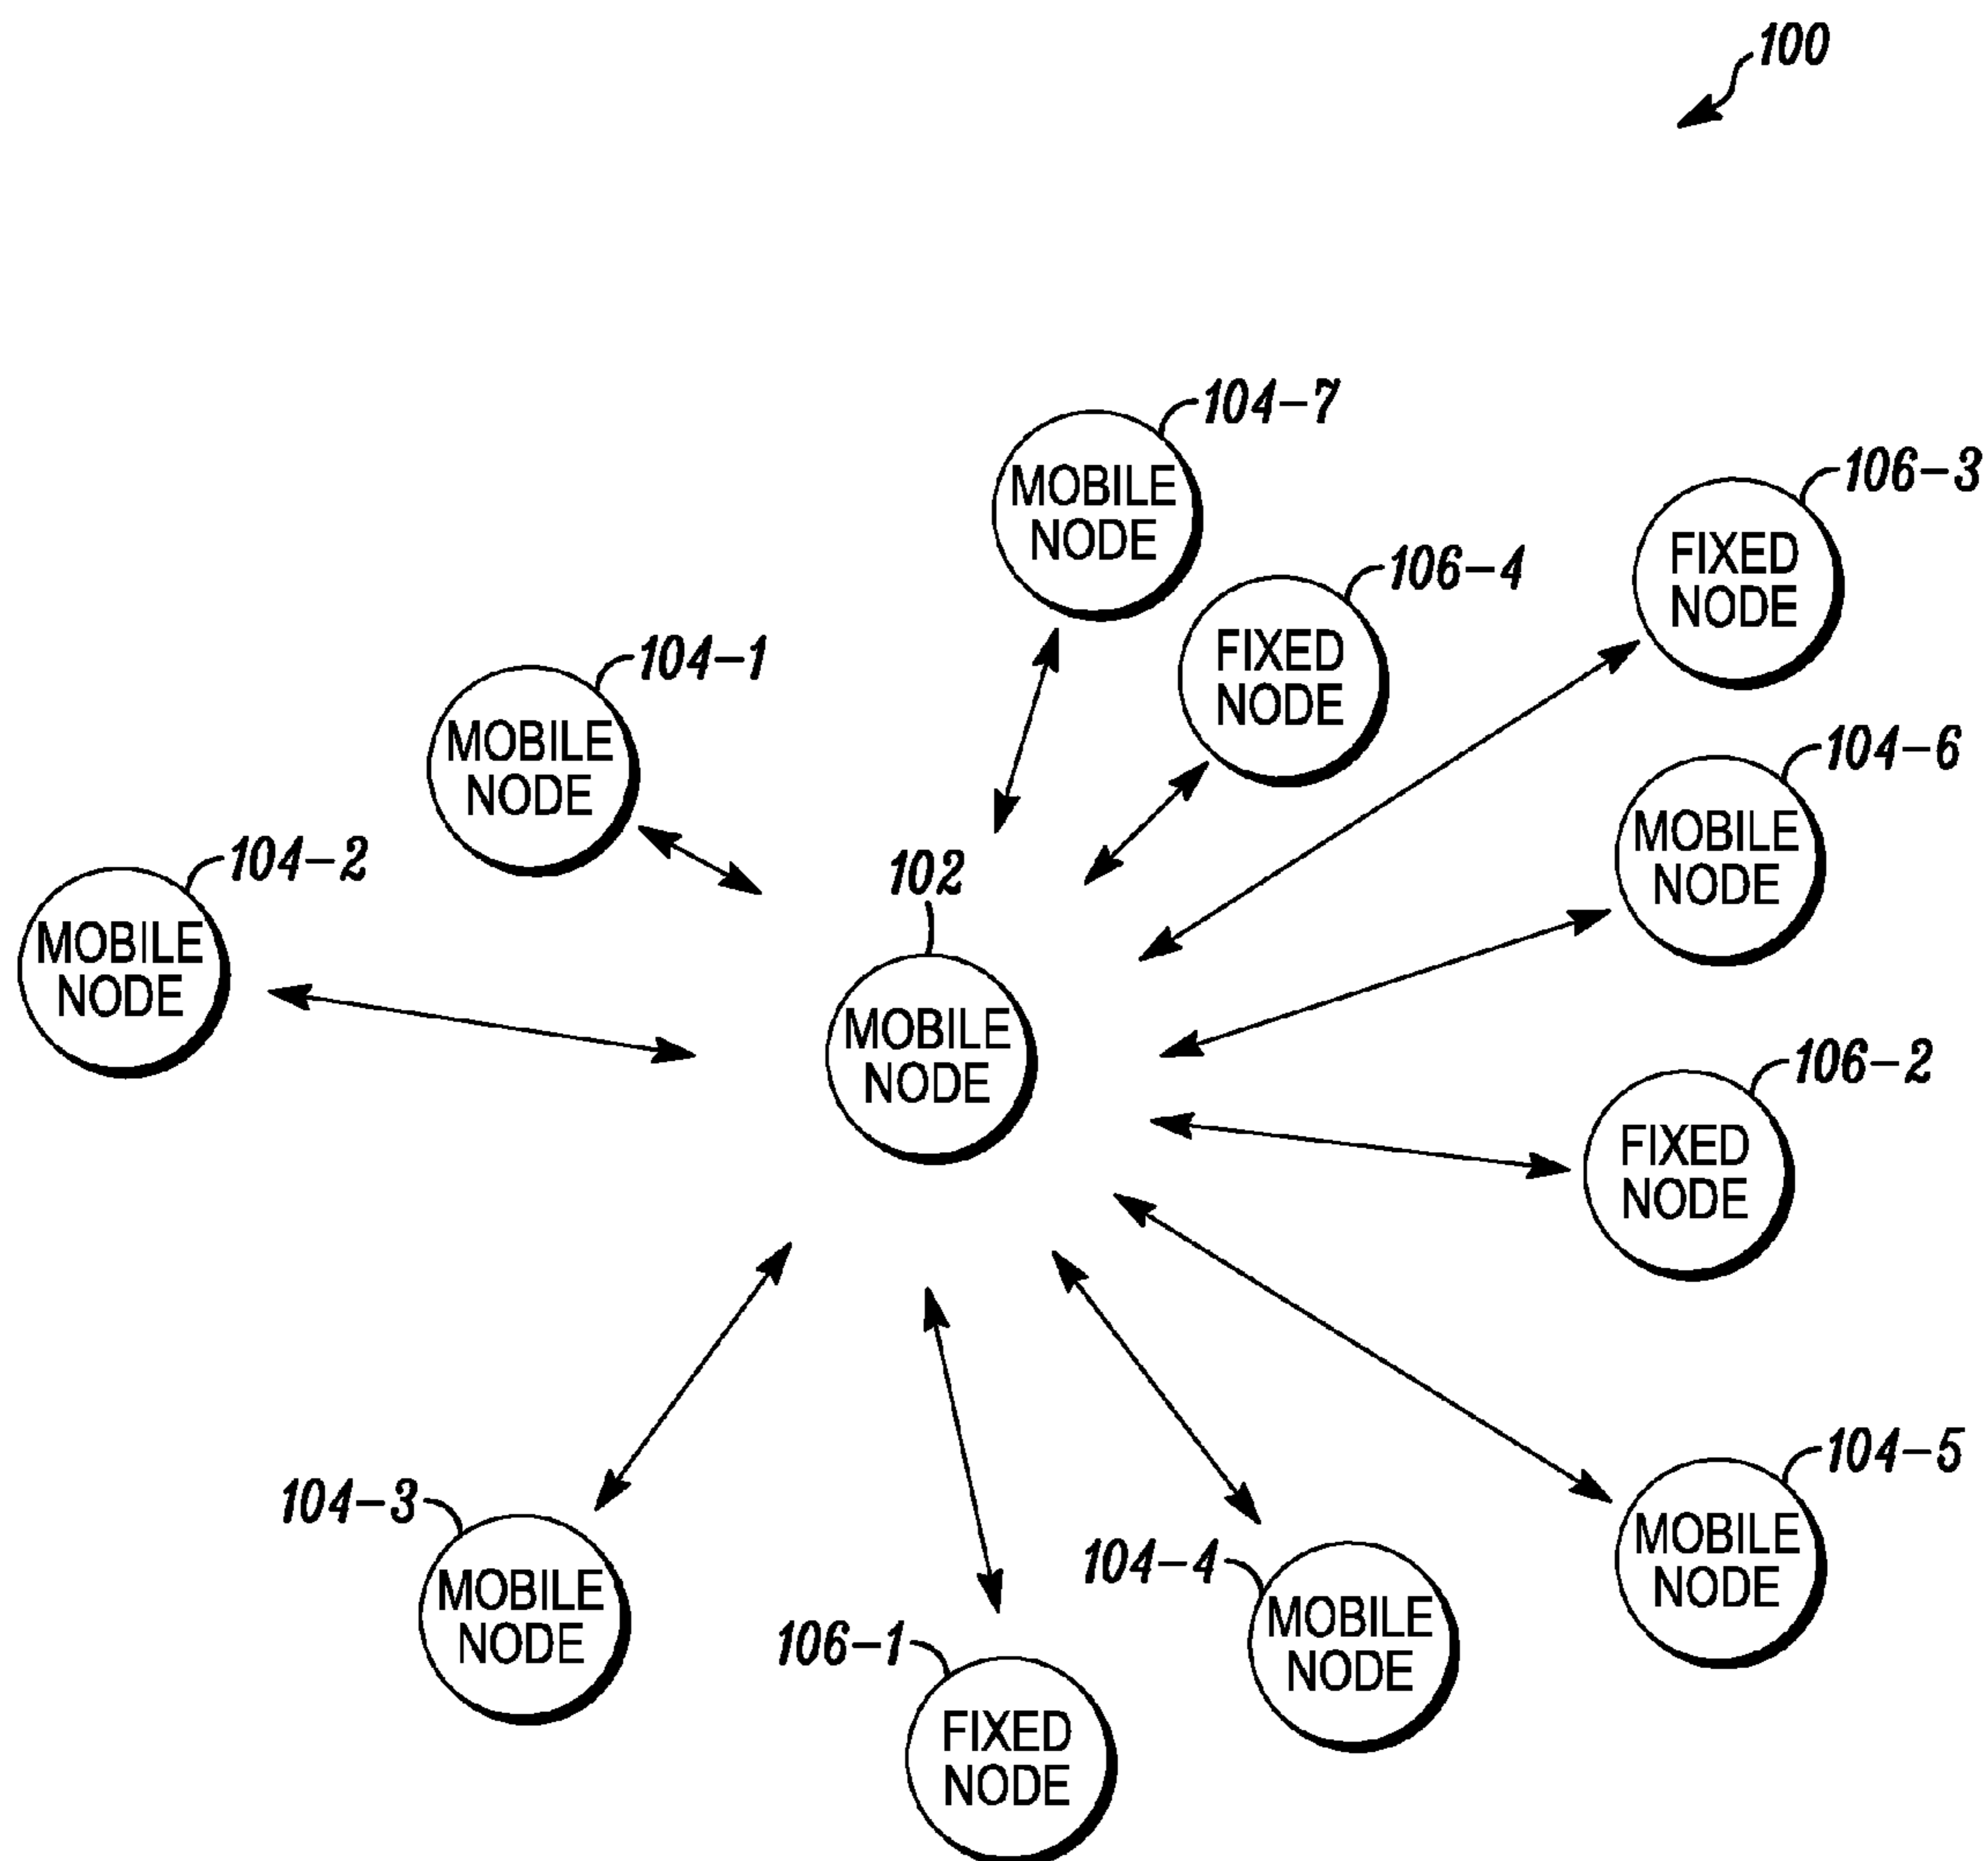 100
104-7
MOBILE
NODE
106-3
FIXED
NODE
106-4
FIXED
NODE
104-1
MOBILE
NODE
104-6
MOBILE
NODE
104-2
MOBILE
NODE
102
MOBILE
NODE
106-2
FIXED
NODE
104-5
MOBILE
NODE
104-3
MOBILE
NODE
104-4
MOBILE
NODE
106-1
FIXED
NODE